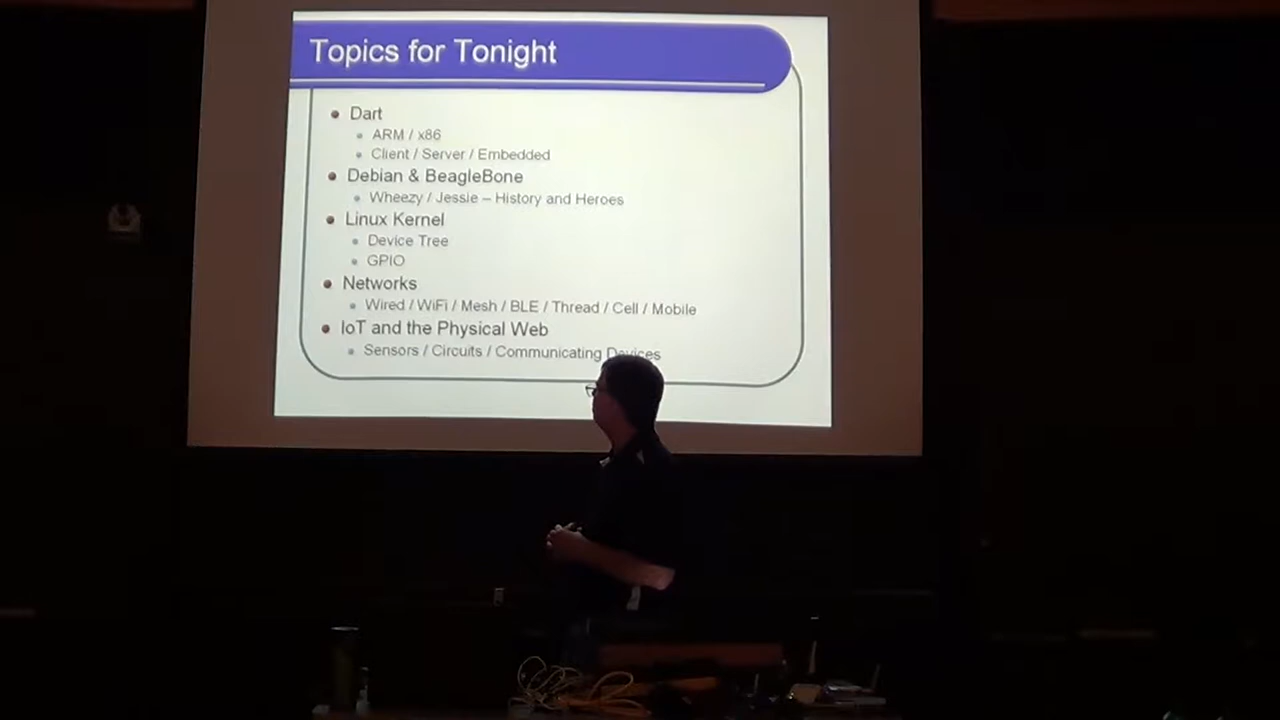 Topics for Tonight
Dart
ARM / x86
Client / Server / Embedded
Debian & BeagleBone
Wheezy / Jessie – History and Heroes
Linux Kernel
Device Tree
GPIO
Networks
Wired / WiFi / Mesh / BLE / Thread / Cell / Mobile
IoT and the Physical Web
Sensors / Circuits / Communicating Devices